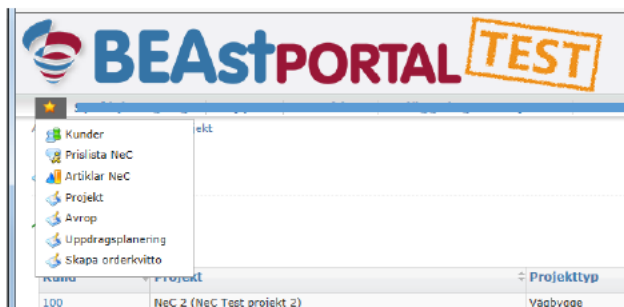 BEAstPORTAL TEST
ekt
Kunder
Prislista NeC
Artiklar NeC
Projekt
Avrop
Uppdragsplanering
Skapa orderkvitto
Kund Projekt Projekttyp
100 NeC 2 (NeC Test projekt 2) Vägbygge